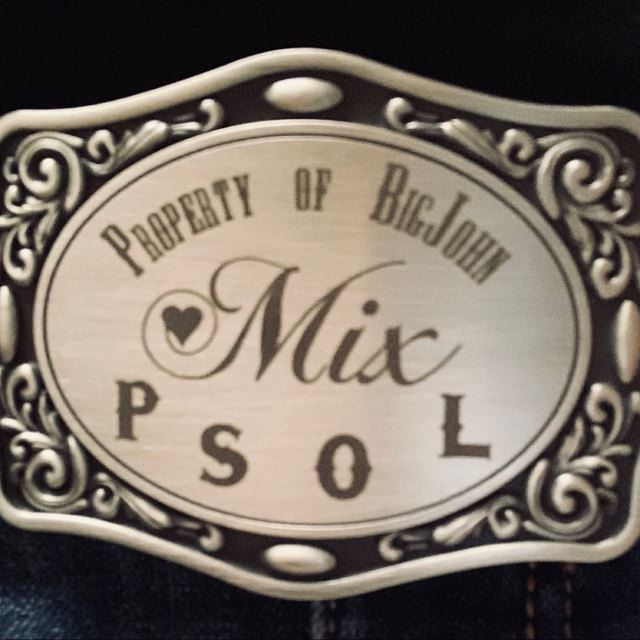 Property of BigJohn
Mix
P S O L